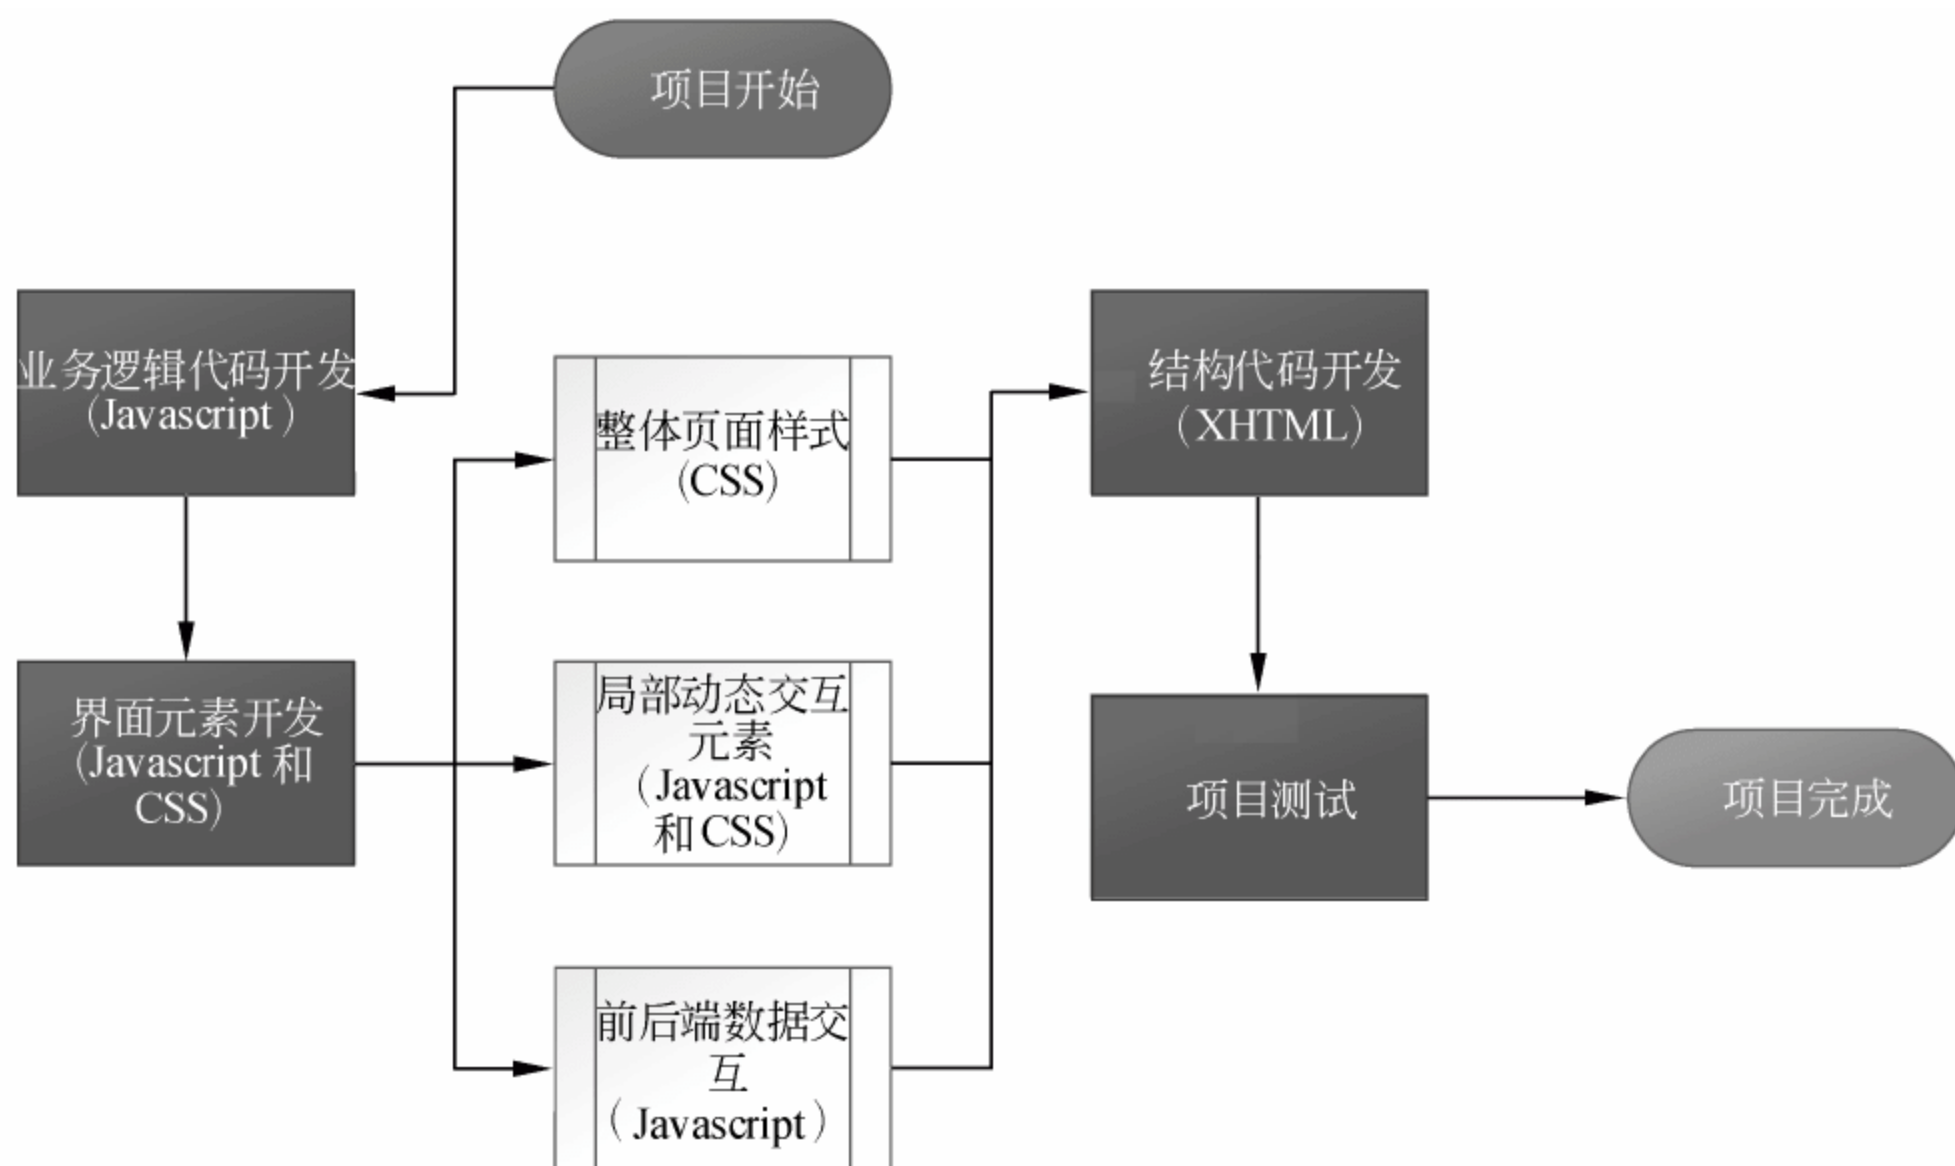 项目开始
业务逻辑代码开发
(Javascript)
界面元素开发
(Javascript 和
CSS)
整体页面样式
(CSS)
局部动态交互
元素
(Javascript
和 CSS)
前后端数据交
互
(Javascript)
结构代码开发
(XHTML)
项目测试
项目完成